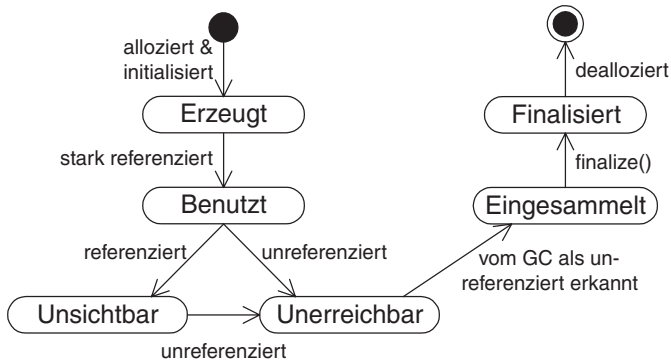 alloziert &
initialisiert
Erzeugt
stark referenziert
Benutzt
referenziert
unreferenziert
Unsichtbar
Unerreichbar
unreferenziert
dealloziert
Finalisiert
finalize()
Eingesammelt
vom GC als un-
referenziert erkannt